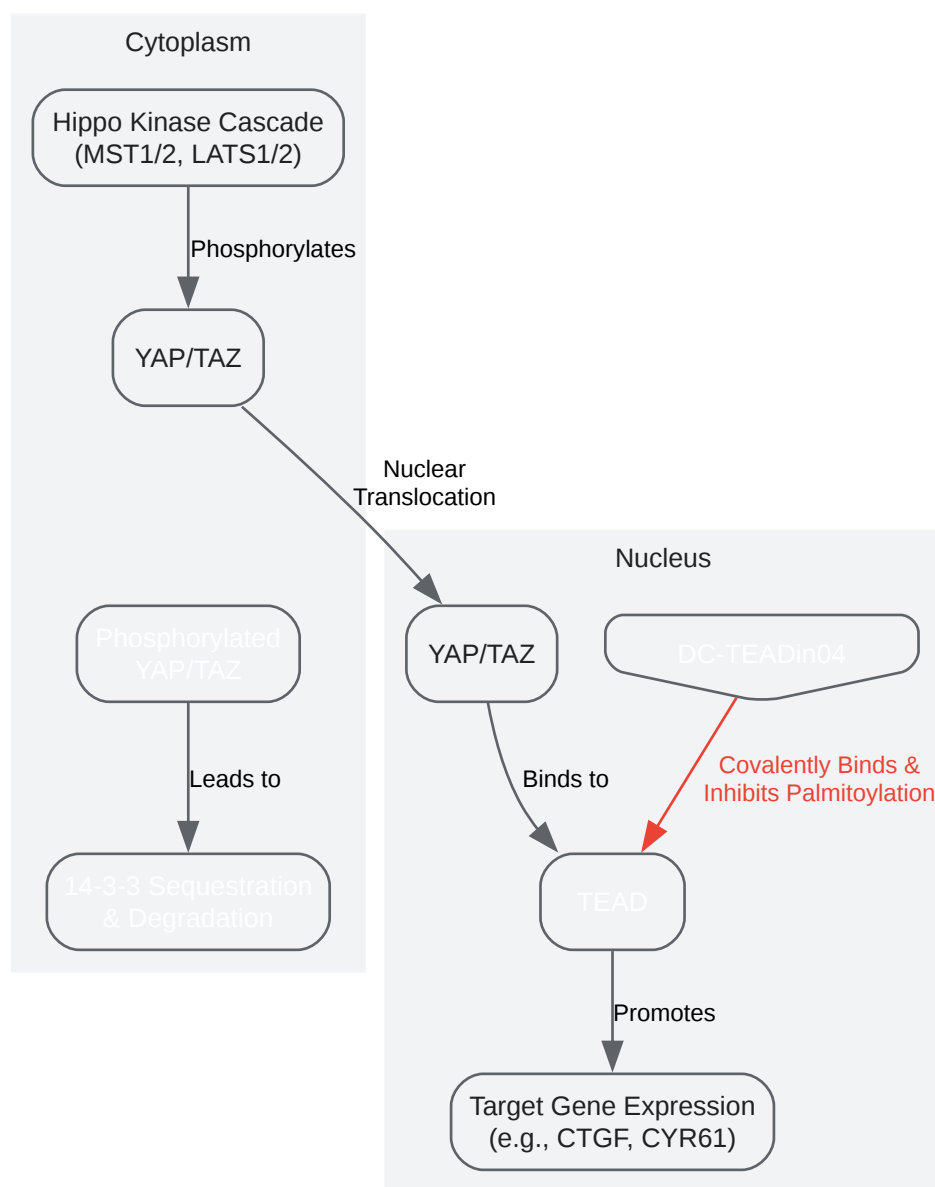 Cytoplasm
Hippo Kinase Cascade
(MST1/2, LATS1/2)
Phosphorylates
YAP/TAZ
Nuclear
Translocation
Nucleus
Phosphorylated
YAP/TAZ
YAP/TAZ
DC-TEADin04
Leads to
Binds to
Covalently Binds &
Inhibits Palmitoylation
14-3-3 Sequestration
& Degradation
TEAD
Promotes
Target Gene Expression
(e.g., CTGF, CYR61)